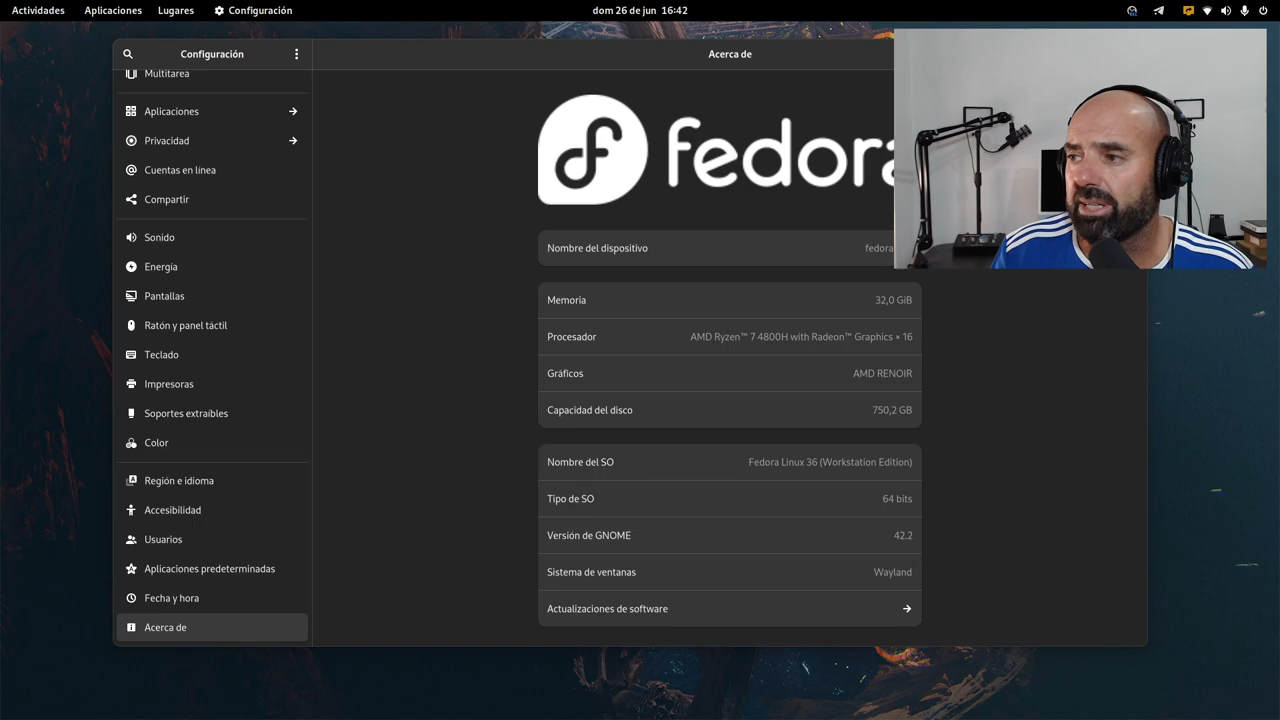 Actividades Aplicaciones Lugares Configuración dom 26 de jun 16:42
Configuración
Acerca de
Multitarea
Aplicaciones
Privacidad
Cuentas en línea
Compartir
Sonido
Energía
Pantallas
Ratón y panel táctil
Teclado
Impresoras
Soportes extraíbles
Color
Región e idioma
Accesibilidad
Usuarios
Aplicaciones predeterminadas
Fecha y hora
Acerca de
fedora
Nombre del dispositivo fedora
Memoria 32,0 GiB
Procesador AMD Ryzen™ 7 4800H with Radeon™ Graphics × 16
Gráficos AMD RENOIR
Capacidad del disco 750,2 GB
Nombre del SO Fedora Linux 36 (Workstation Edition)
Tipo de SO 64 bits
Versión de GNOME 42.2
Sistema de ventanas Wayland
Actualizaciones de software